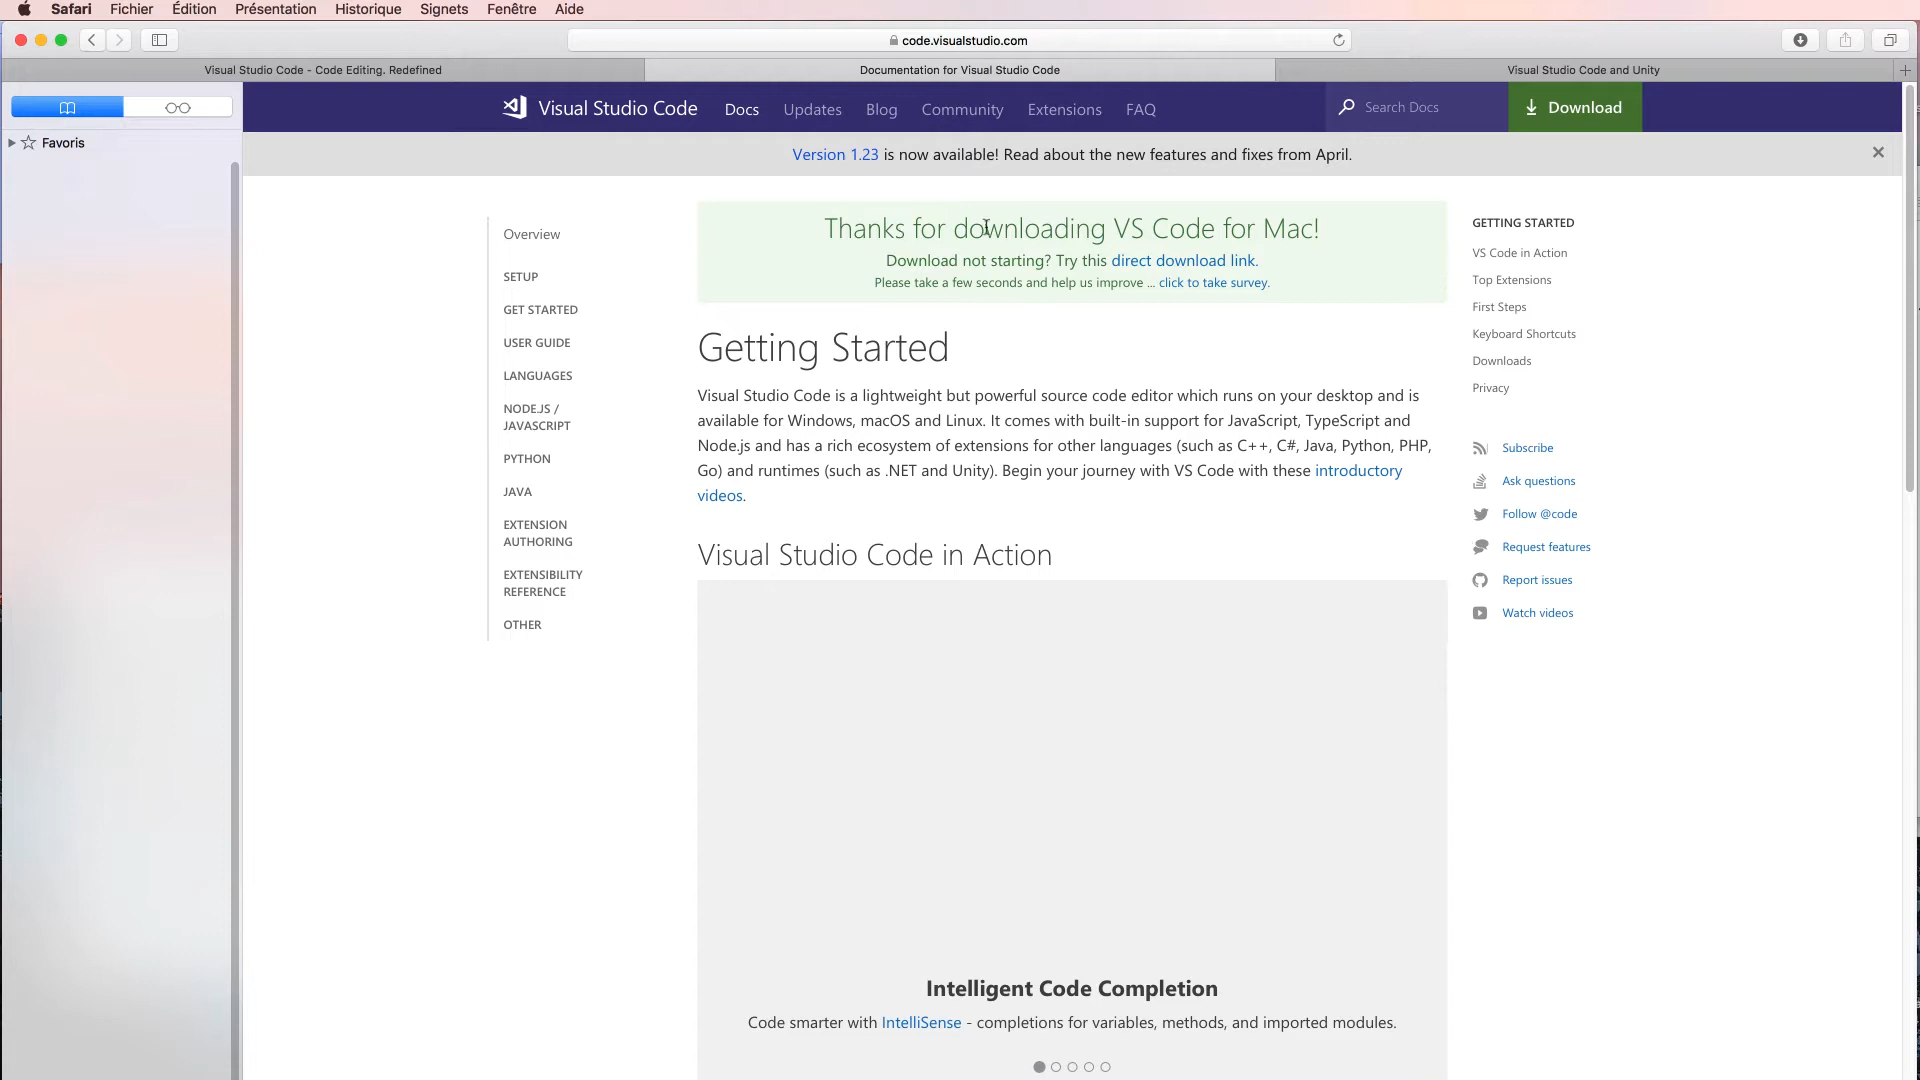 Safari Fichier Édition Présentation Historique Signets Fenêtre Aide
code.visualstudio.com
Visual Studio Code - Code Editing. Redefined
Documentation for Visual Studio Code
Visual Studio Code and Unity
Favoris
Visual Studio Code Docs Updates Blog Community Extensions FAQ Search Docs Download
Version 1.23 is now available! Read about the new features and fixes from April.
Overview
SETUP
GET STARTED
USER GUIDE
LANGUAGES
NODE.JS /
JAVASCRIPT
PYTHON
JAVA
EXTENSION
AUTHORING
EXTENSIBILITY
REFERENCE
OTHER
Thanks for downloading VS Code for Mac!
Download not starting? Try this direct download link.
Please take a few seconds and help us improve ... click to take survey.
Getting Started
Visual Studio Code is a lightweight but powerful source code editor which runs on your desktop and is
available for Windows, macOS and Linux. It comes with built-in support for JavaScript, TypeScript and
Node.js and has a rich ecosystem of extensions for other languages (such as C++, C#, Java, Python, PHP,
Go) and runtimes (such as .NET and Unity). Begin your journey with VS Code with these introductory
videos.
Visual Studio Code in Action
Intelligent Code Completion
Code smarter with IntelliSense - completions for variables, methods, and imported modules.
GETTING STARTED
VS Code in Action
Top Extensions
First Steps
Keyboard Shortcuts
Downloads
Privacy
Subscribe
Ask questions
Follow @code
Request features
Report issues
Watch videos